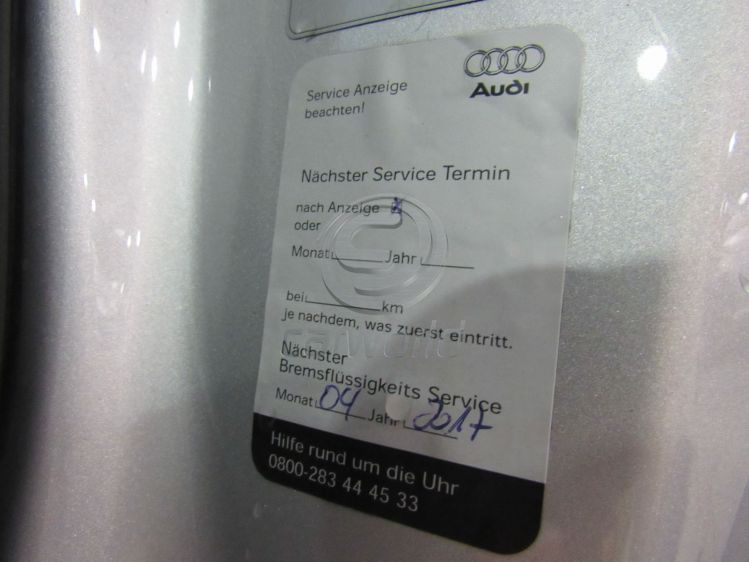 Audi
Service Anzeige
beachten!
Nächster Service Termin
nach Anzeige
oder
Monat Jahr
bei km
je nachdem, was zuerst eintritt.
carworld
Nächster
Bremsflüssigkeits Service
Monat 04 Jahr 2017
Hilfe rund um die Uhr
0800-283 44 45 33